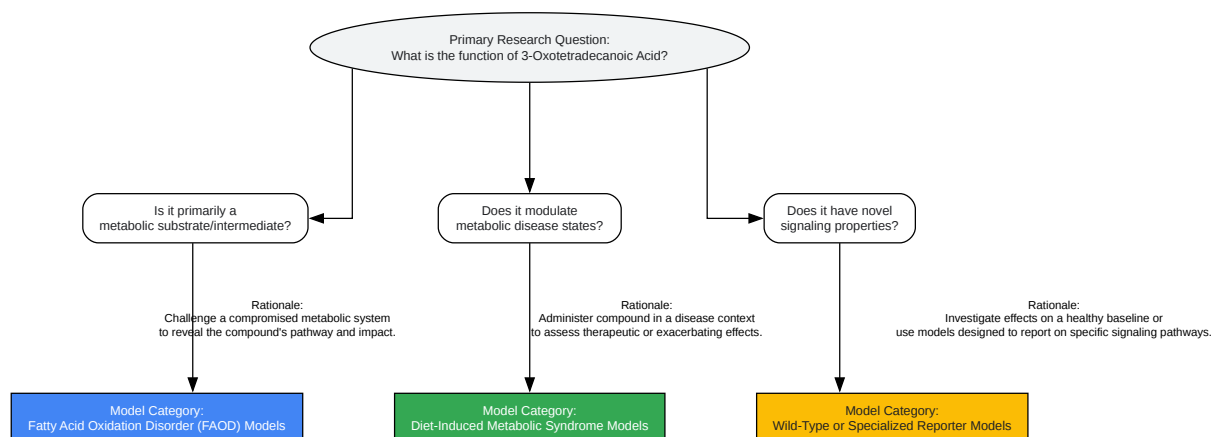 Primary Research Question:
What is the function of 3-Oxotetradecanoic Acid?
Is it primarily a
metabolic substrate/intermediate?
Does it modulate
metabolic disease states?
Does it have novel
signaling properties?
Rationale:
Challenge a compromised metabolic system
to reveal the compound's pathway and impact.
Rationale:
Administer compound in a disease context
to assess therapeutic or exacerbating effects.
Rationale:
Investigate effects on a healthy baseline or
use models designed to report on specific signaling pathways.
Model Category:
Fatty Acid Oxidation Disorder (FAOD) Models
Model Category:
Diet-Induced Metabolic Syndrome Models
Model Category:
Wild-Type or Specialized Reporter Models